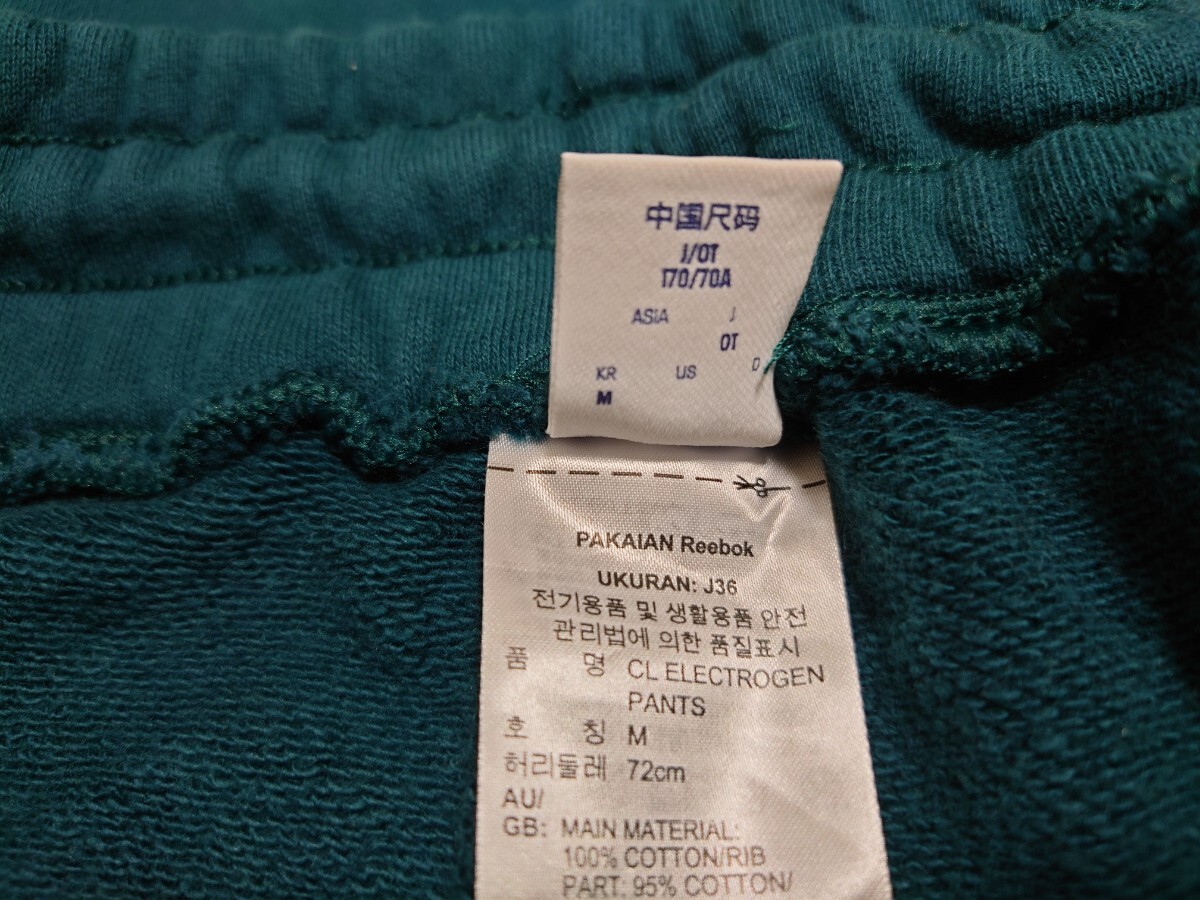 中国尺码
J/OT
170/70A
ASIA J
OT
KR US
M
PAKAIAN Reebok
UKURAN: J36
전기용품 및 생활용품 안전
관리법에 의한 품질표시
품 명 CL ELECTROGEN
PANTS
호 칭 M
허리둘레 72cm
AU/
GB: MAIN MATERIAL:
100% COTTON/RIB
PART: 95% COTTON/